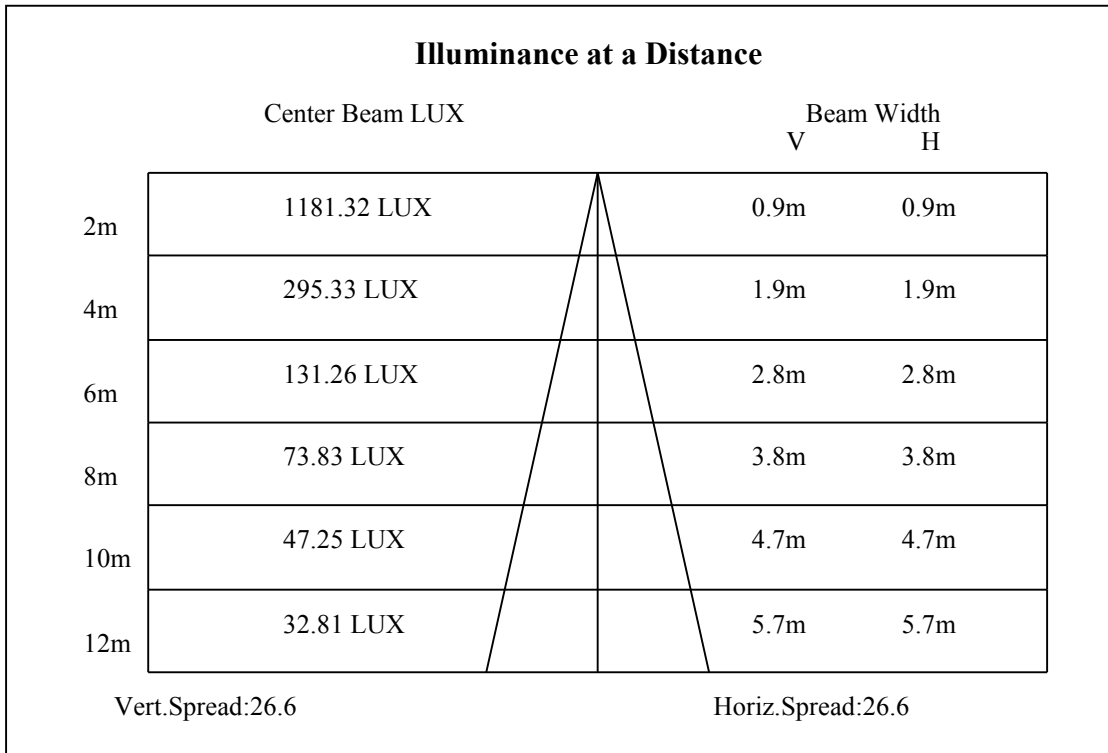 Illuminance at a Distance
Center Beam LUX Beam Width
V H
2m 1181.32 LUX 0.9m 0.9m
4m 295.33 LUX 1.9m 1.9m
6m 131.26 LUX 2.8m 2.8m
8m 73.83 LUX 3.8m 3.8m
10m 47.25 LUX 4.7m 4.7m
12m 32.81 LUX 5.7m 5.7m
Vert.Spread:26.6 Horiz.Spread:26.6